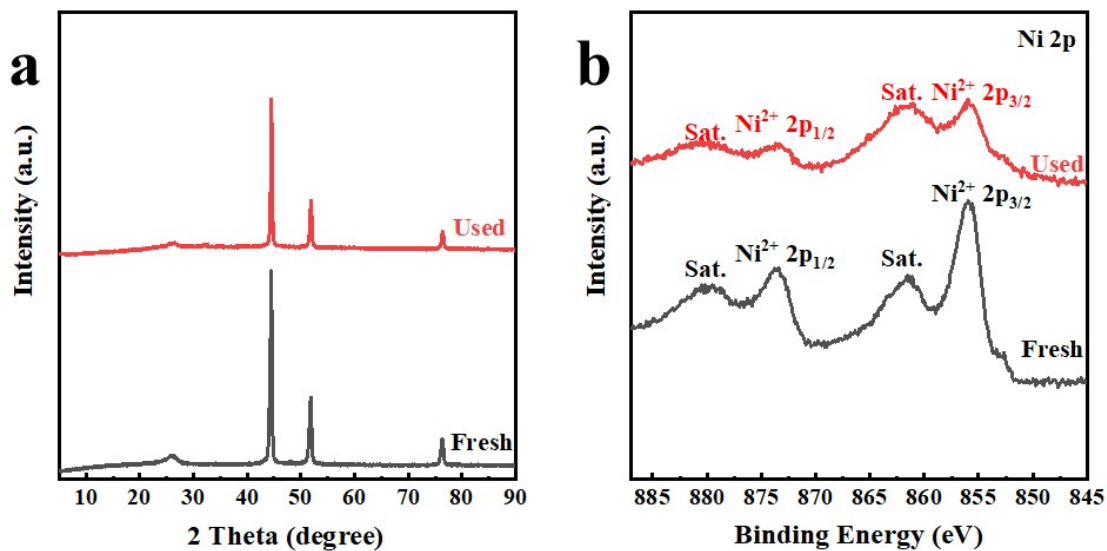 a
Used
Fresh
Intensity (a.u.)
10 20 30 40 50 60 70 80 90
2 Theta (degree)
b
Ni 2p
Sat.
Ni²⁺ 2p₁/₂
Sat.
Ni²⁺ 2p₃/₂
Used
Sat.
Ni²⁺ 2p₁/₂
Sat.
Ni²⁺ 2p₃/₂
Fresh
Intensity (a.u.)
885 880 875 870 865 860 855 850 845
Binding Energy (eV)